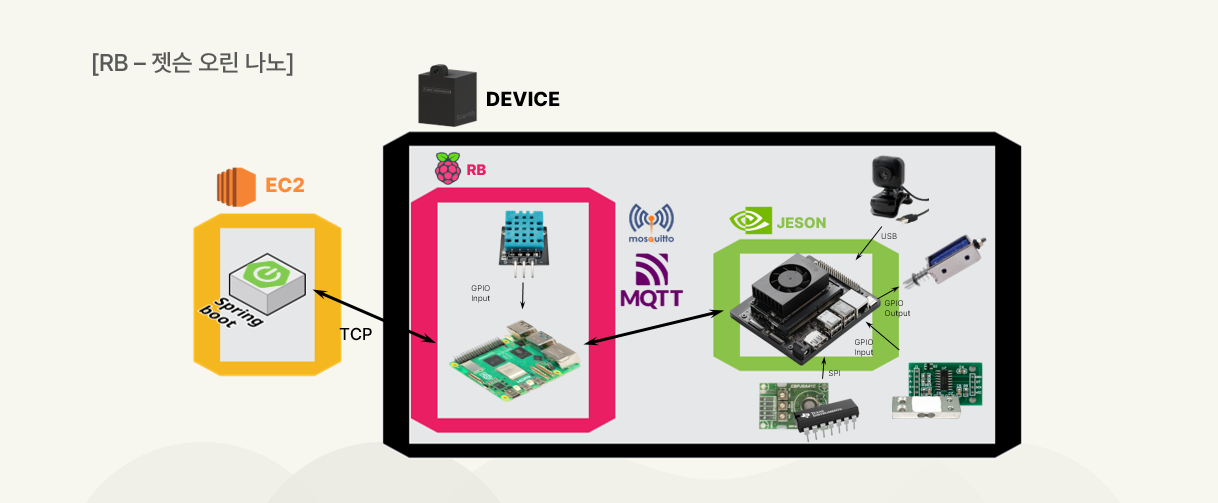 [RB – 젯슨 오린 나노]
DEVICE
RB
EC2
mosquitto
JESON
USB
MQTT
GPIO
Input
GPIO
Output
Spring
boot
TCP
GPIO
Input
SPI